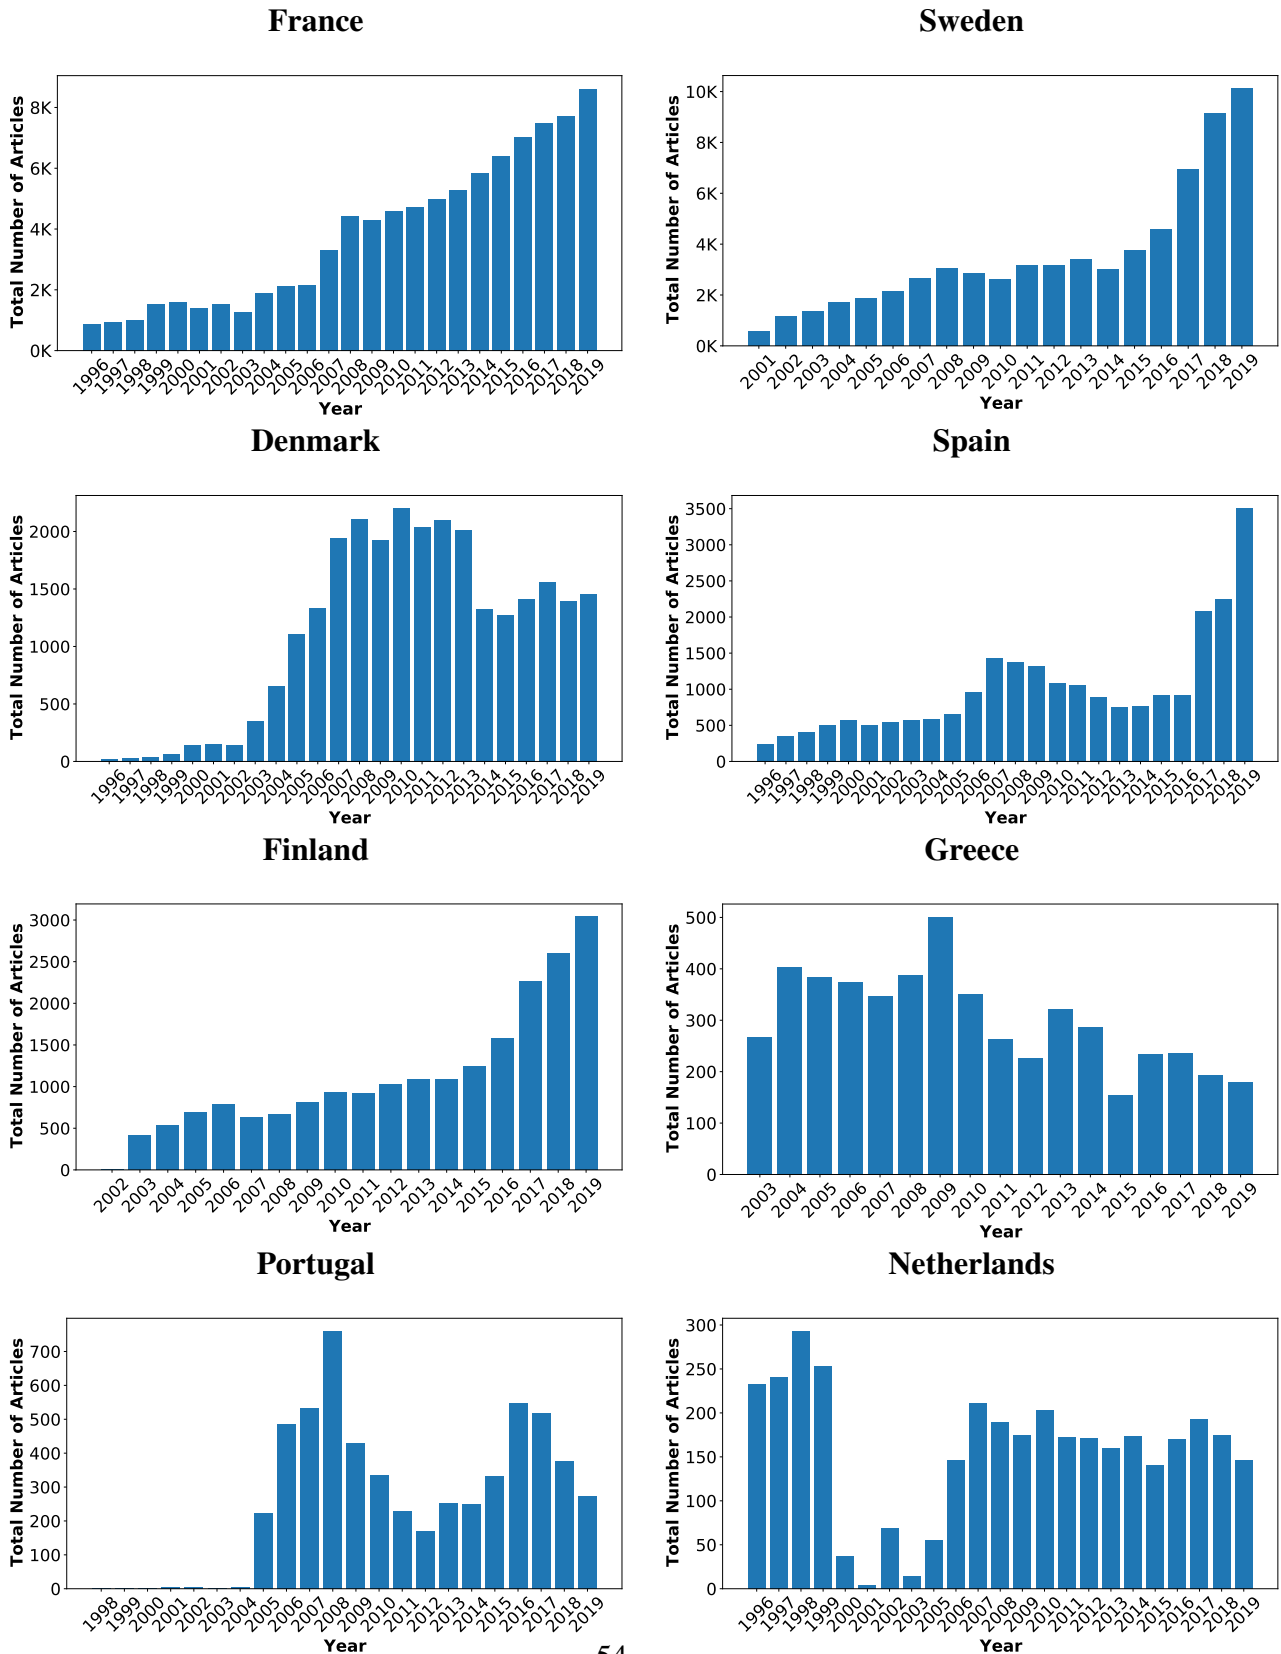 France
Total Number of Articles
8K
6K
4K
2K
0K
1996 1997 1998 1999 2000 2001 2002 2003 2004 2005 2006 2007 2008 2009 2010 2011 2012 2013 2014 2015 2016 2017 2018 2019
Year
Sweden
Total Number of Articles
10K
8K
6K
4K
2K
0K
2001 2002 2003 2004 2005 2006 2007 2008 2009 2010 2011 2012 2013 2014 2015 2016 2017 2018 2019
Year
Denmark
Total Number of Articles
2000
1500
1000
500
0
1996 1997 1998 1999 2000 2001 2002 2003 2004 2005 2006 2007 2008 2009 2010 2011 2012 2013 2014 2015 2016 2017 2018 2019
Year
Spain
Total Number of Articles
3500
3000
2500
2000
1500
1000
500
0
1996 1997 1998 1999 2000 2001 2002 2003 2004 2005 2006 2007 2008 2009 2010 2011 2012 2013 2014 2015 2016 2017 2018 2019
Year
Finland
Total Number of Articles
3000
2500
2000
1500
1000
500
0
2002 2003 2004 2005 2006 2007 2008 2009 2010 2011 2012 2013 2014 2015 2016 2017 2018 2019
Year
Greece
Total Number of Articles
500
400
300
200
100
0
2003 2004 2005 2006 2007 2008 2009 2010 2011 2012 2013 2014 2015 2016 2017 2018 2019
Year
Portugal
Total Number of Articles
700
600
500
400
300
200
100
0
1998 1999 2000 2001 2002 2003 2004 2005 2006 2007 2008 2009 2010 2011 2012 2013 2014 2015 2016 2017 2018 2019
Year
Netherlands
Total Number of Articles
300
250
200
150
100
50
0
1996 1997 1998 1999 2000 2001 2002 2003 2005 2006 2007 2008 2009 2010 2011 2012 2013 2014 2015 2016 2017 2018 2019
Year
54